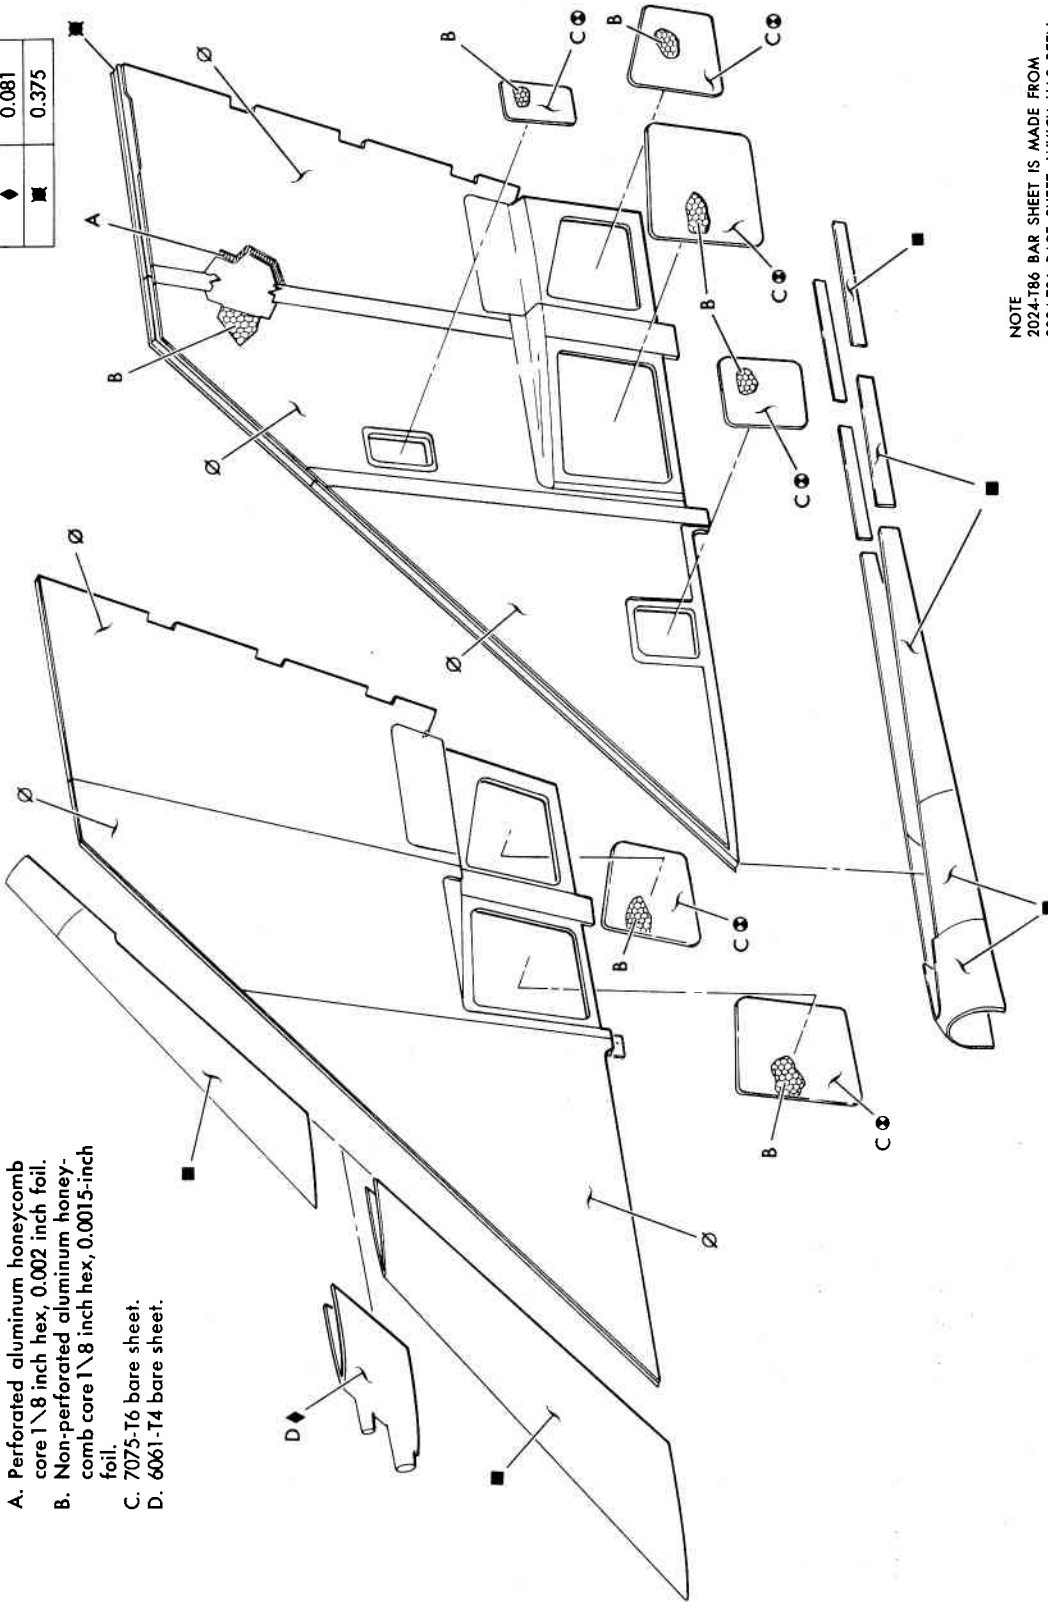 A. Perforated aluminum honeycomb
core 1\8 inch hex, 0.002 inch foil.
B. Non-perforated aluminum honey-
comb core 1\8 inch hex, 0.0015-inch
foil.
C. 7075-T6 bare sheet.
D. 6061-T4 bare sheet.
♦ 0.081
0.375
A
B
B
C
B
C
B
C
B
C
B
C
B
C
D
NOTE
2024-T86 BAR SHEET IS MADE FROM